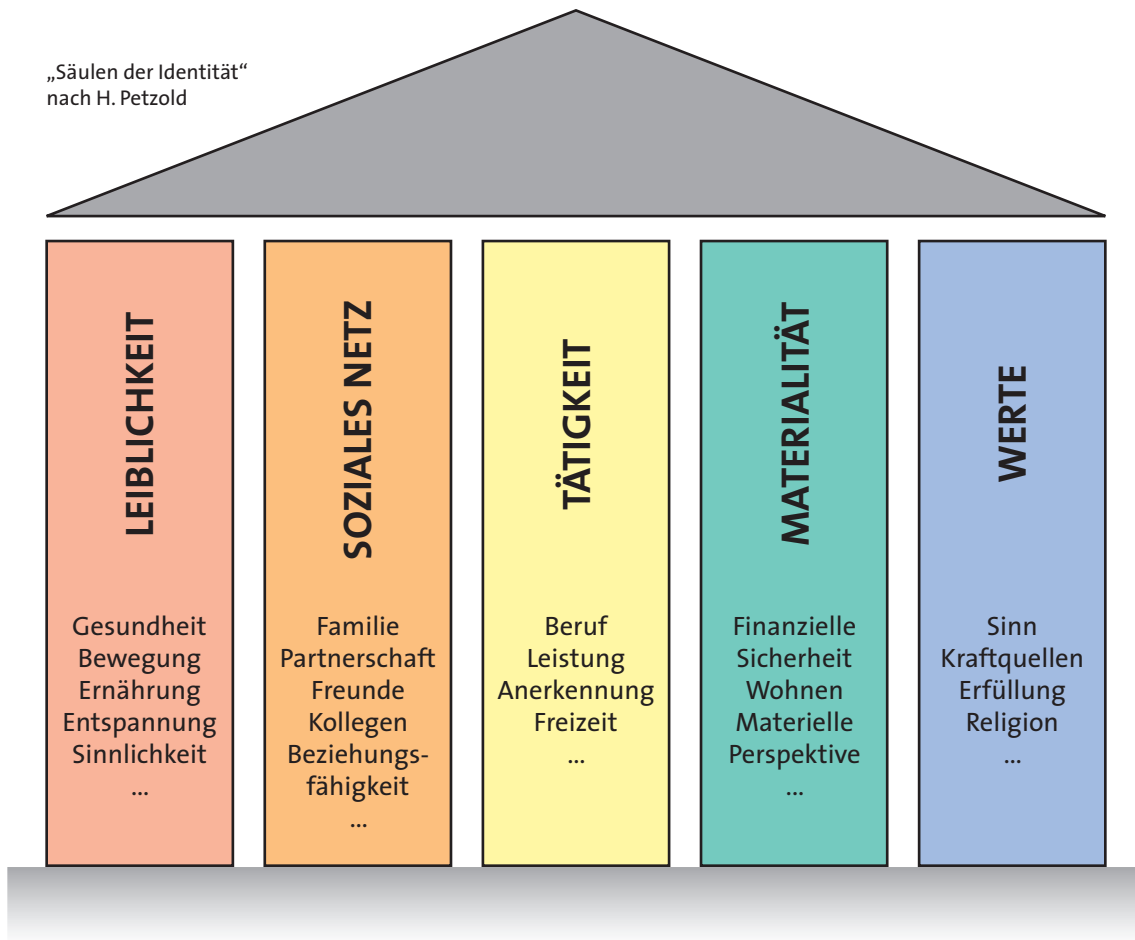 „Säulen der Identität“
nach H. Petzold
LEIBLICHKEIT
Gesundheit
Bewegung
Ernährung
Entspannung
Sinnlichkeit
...
SOZIALES NETZ
Familie
Partnerschaft
Freunde
Kollegen
Beziehungs-
fähigkeit
...
TÄTIGKEIT
Beruf
Leistung
Anerkennung
Freizeit
...
MATERIALITÄT
Finanzielle
Sicherheit
Wohnen
Materielle
Perspektive
...
WERTE
Sinn
Kraftquellen
Erfüllung
Religion
...